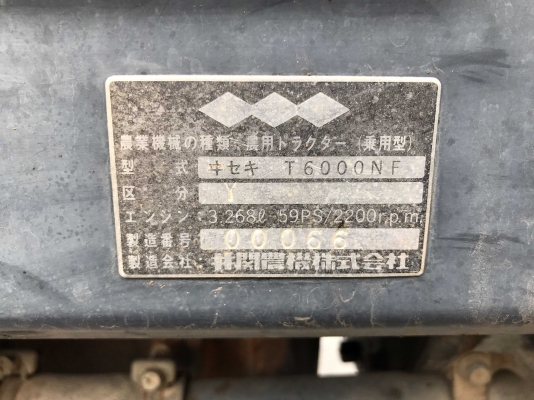 農業機械の種類:農用トラクター(乗用型)
型式 ヰセキ T6000NF
区分 Y
エンジン:3,268ℓ 59PS/2200r.p.m.
製造番号 00066
製造会社 井関農機株式会社